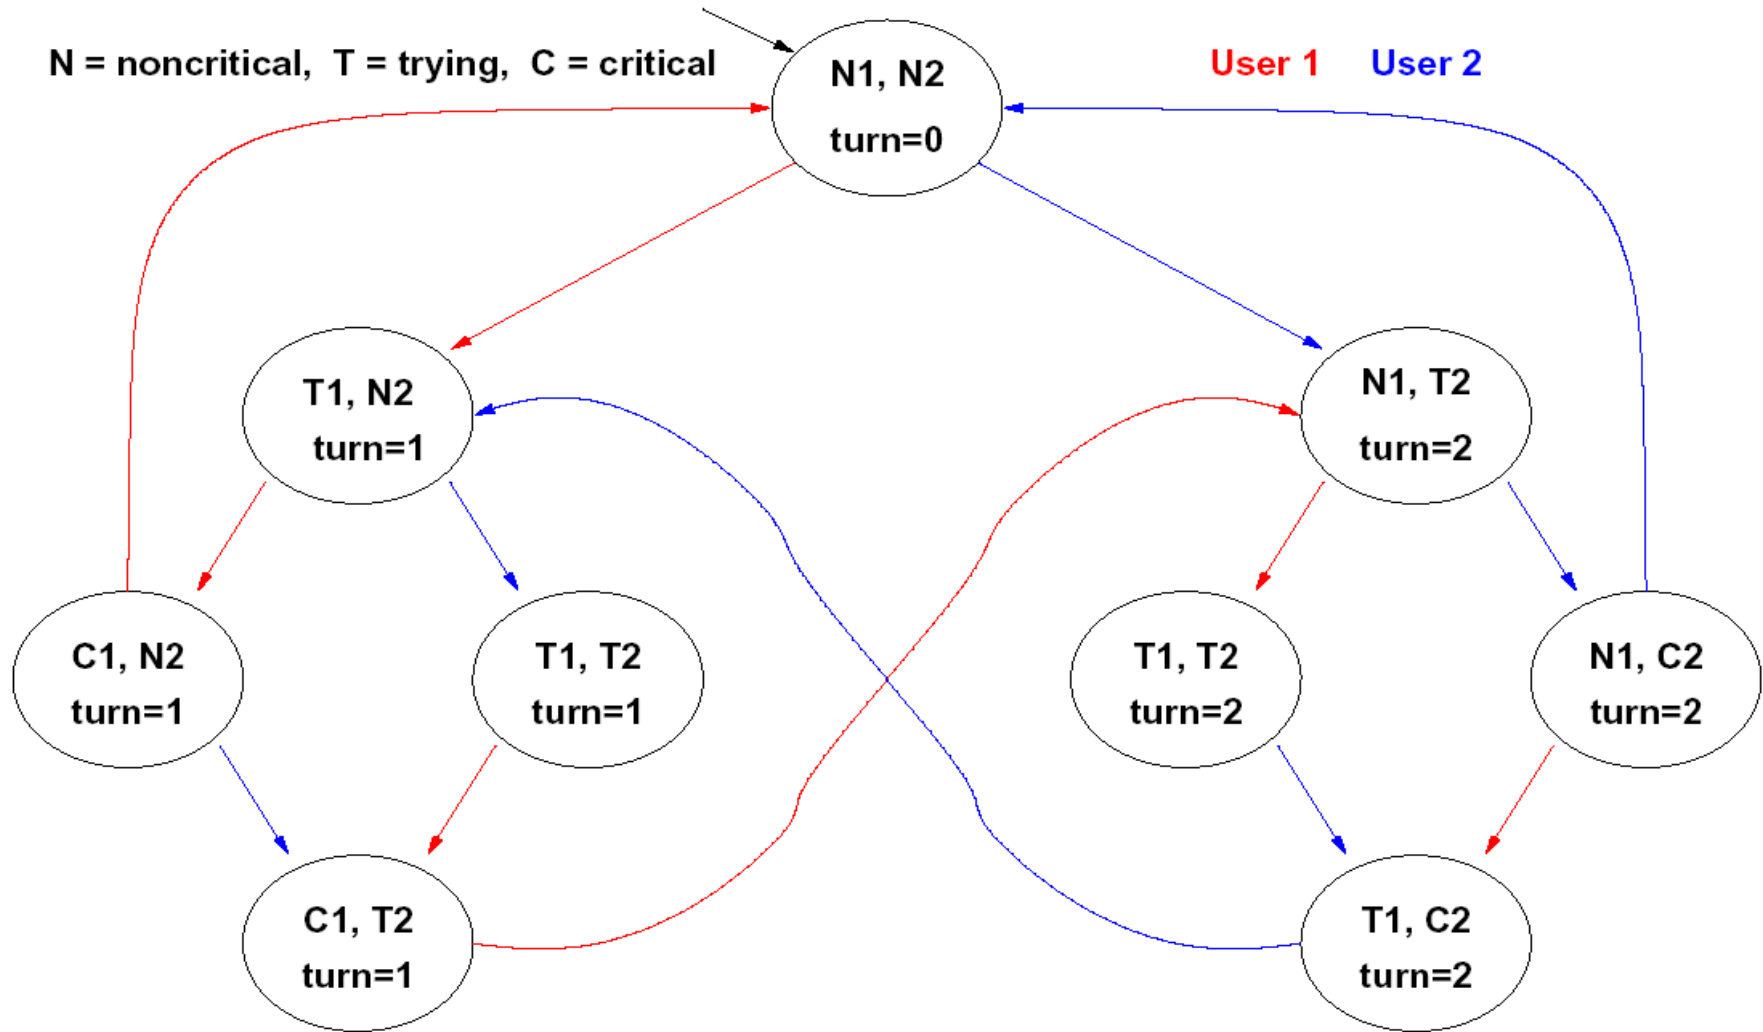 N = noncritical, T = trying, C = critical
User 1 User 2
N1, N2
turn=0
T1, N2
turn=1
N1, T2
turn=2
C1, N2
turn=1
T1, T2
turn=1
T1, T2
turn=2
N1, C2
turn=2
C1, T2
turn=1
T1, C2
turn=2